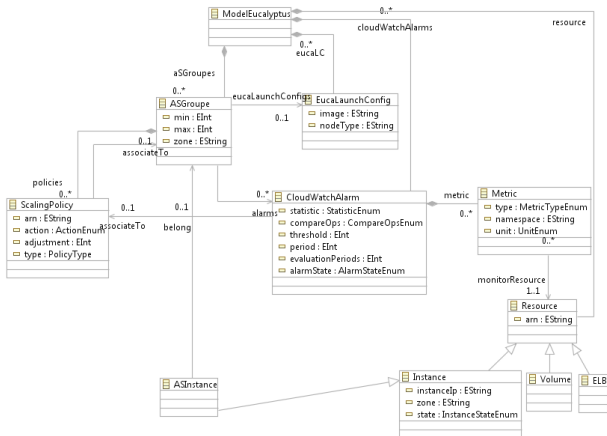 ModelEucalyptus
0..*
resource
cloudWatchAlarms
0..*
eucaLC
aSGroupes
0..*
ASGroupe
min : EInt
max : EInt
zone : EString
eucaLaunchConfigs
0..1
EucaLaunchConfig
image : EString
nodeType : EString
0..1
associateTo
policies
0..*
ScalingPolicy
arn : EString
action : ActionEnum
adjustment : EInt
type : PolicyType
0..1
associateTo
0..1
belong
0..*
alarms
CloudWatchAlarm
statistic : StatisticEnum
compareOps : CompareOpsEnum
threshold : EInt
period : EInt
evaluationPeriods : EInt
alarmState : AlarmStateEnum
metric
0..*
Metric
type : MetricTypeEnum
namespace : EString
unit : UnitEnum
0..*
monitorResource
1..1
Resource
arn : EString
ASInstance
Instance
instanceIp : EString
zone : EString
state : InstanceStateEnum
Volume
ELB